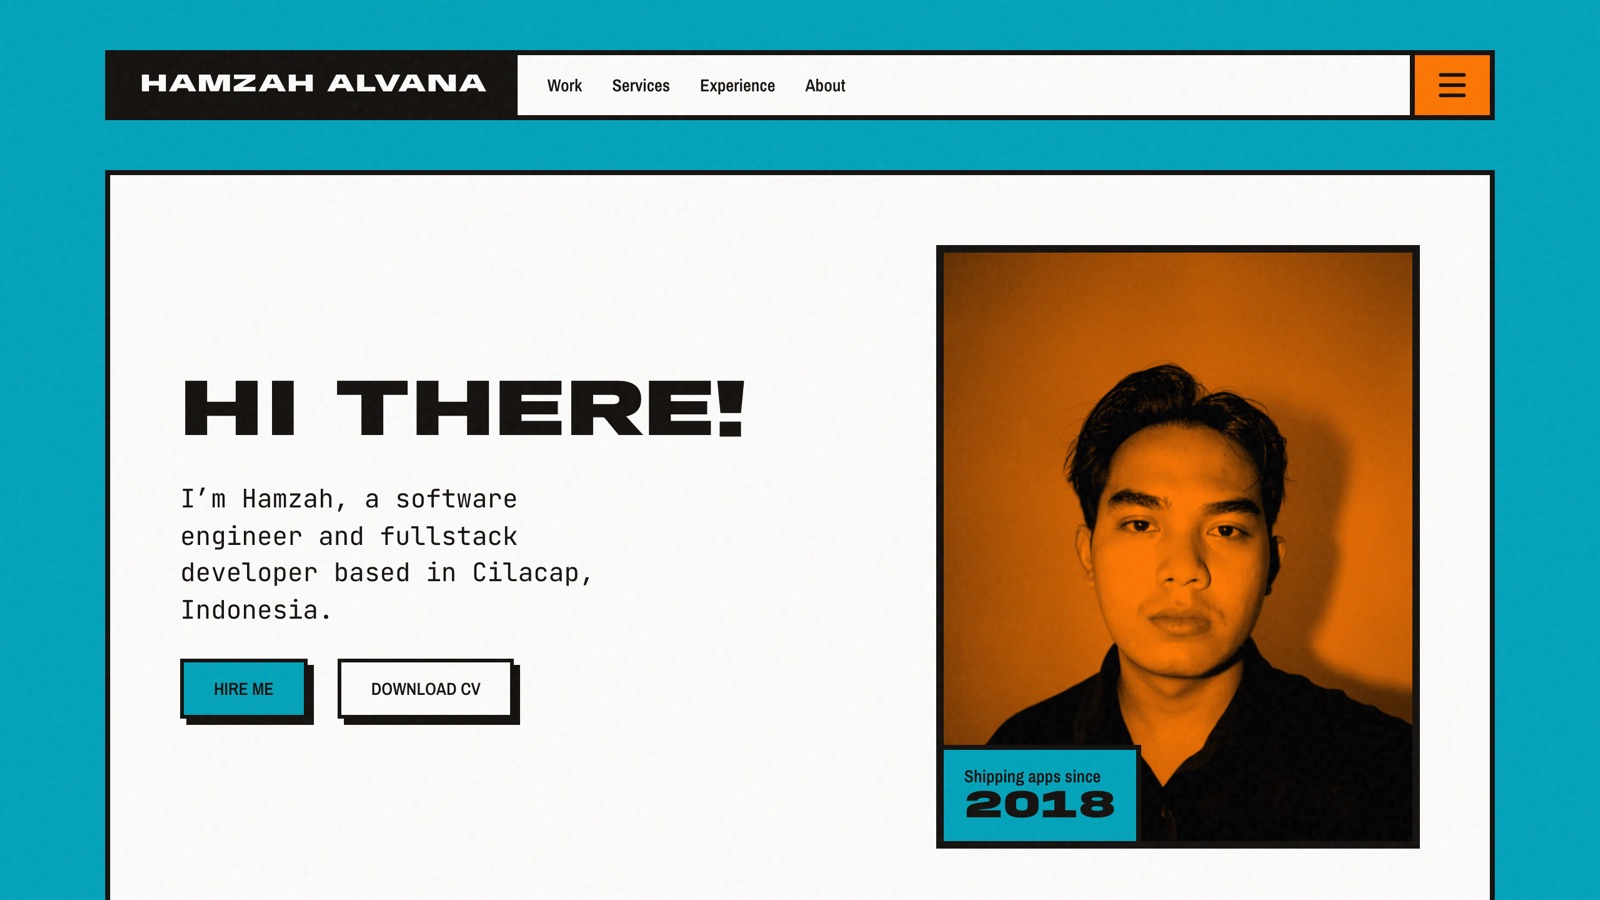 HAMZAH ALVANA
Work
Services
Experience
About
HI THERE!
I’m Hamzah, a software
engineer and fullstack
developer based in Cilacap,
Indonesia.
HIRE ME
DOWNLOAD CV
Shipping apps since
2018